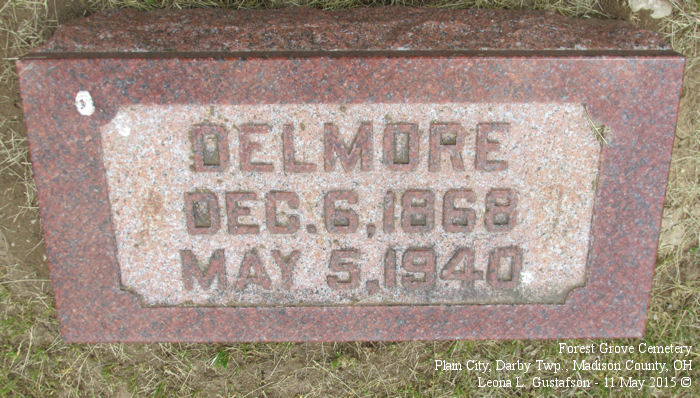 DELMORE
DEC. 6, 1868
MAY 5, 1940
Forest Grove Cemetery
Plain City, Darby Twp., Madison County, OH
Leona L. Gustafson - 11 May 2015 ©